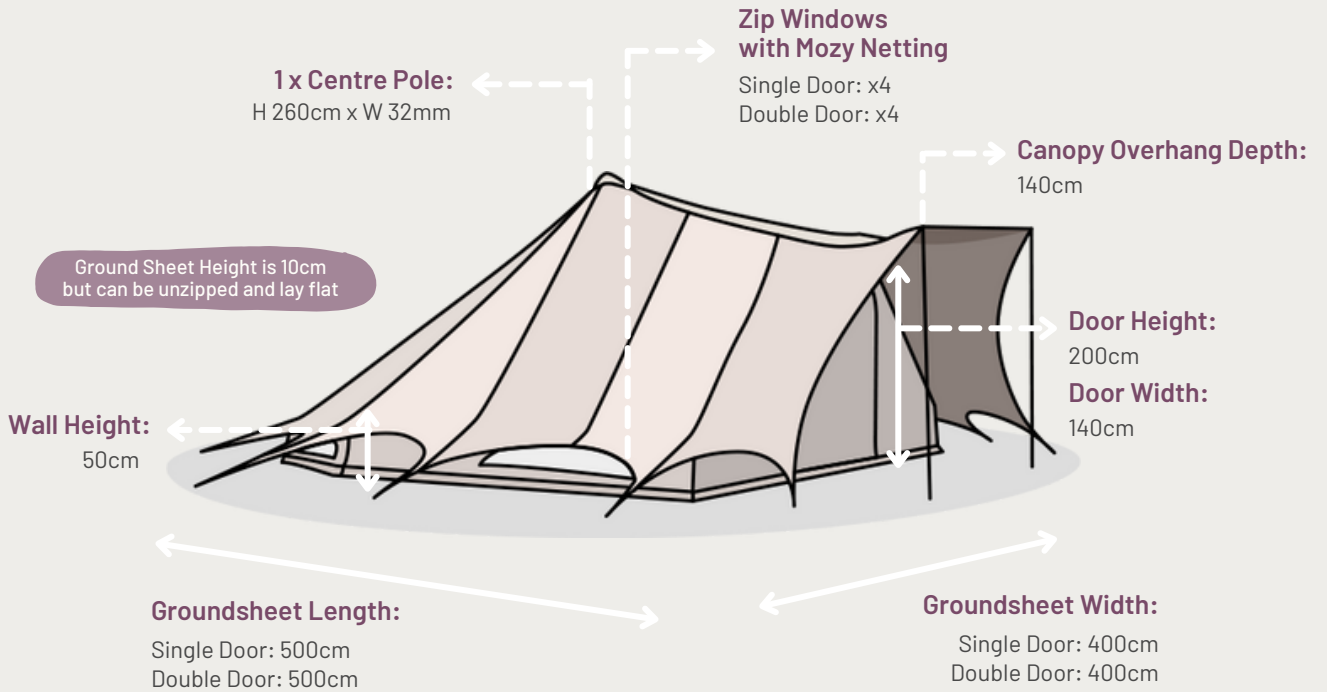 Zip Windows
with Mozy Netting
Single Door: x4
Double Door: x4
1 x Centre Pole:
H 260cm x W 32mm
Canopy Overhang Depth:
140cm
Ground Sheet Height is 10cm
but can be unzipped and lay flat
Door Height:
200cm
Door Width:
140cm
Wall Height:
50cm
Groundsheet Length:
Single Door: 500cm
Double Door: 500cm
Groundsheet Width:
Single Door: 400cm
Double Door: 400cm